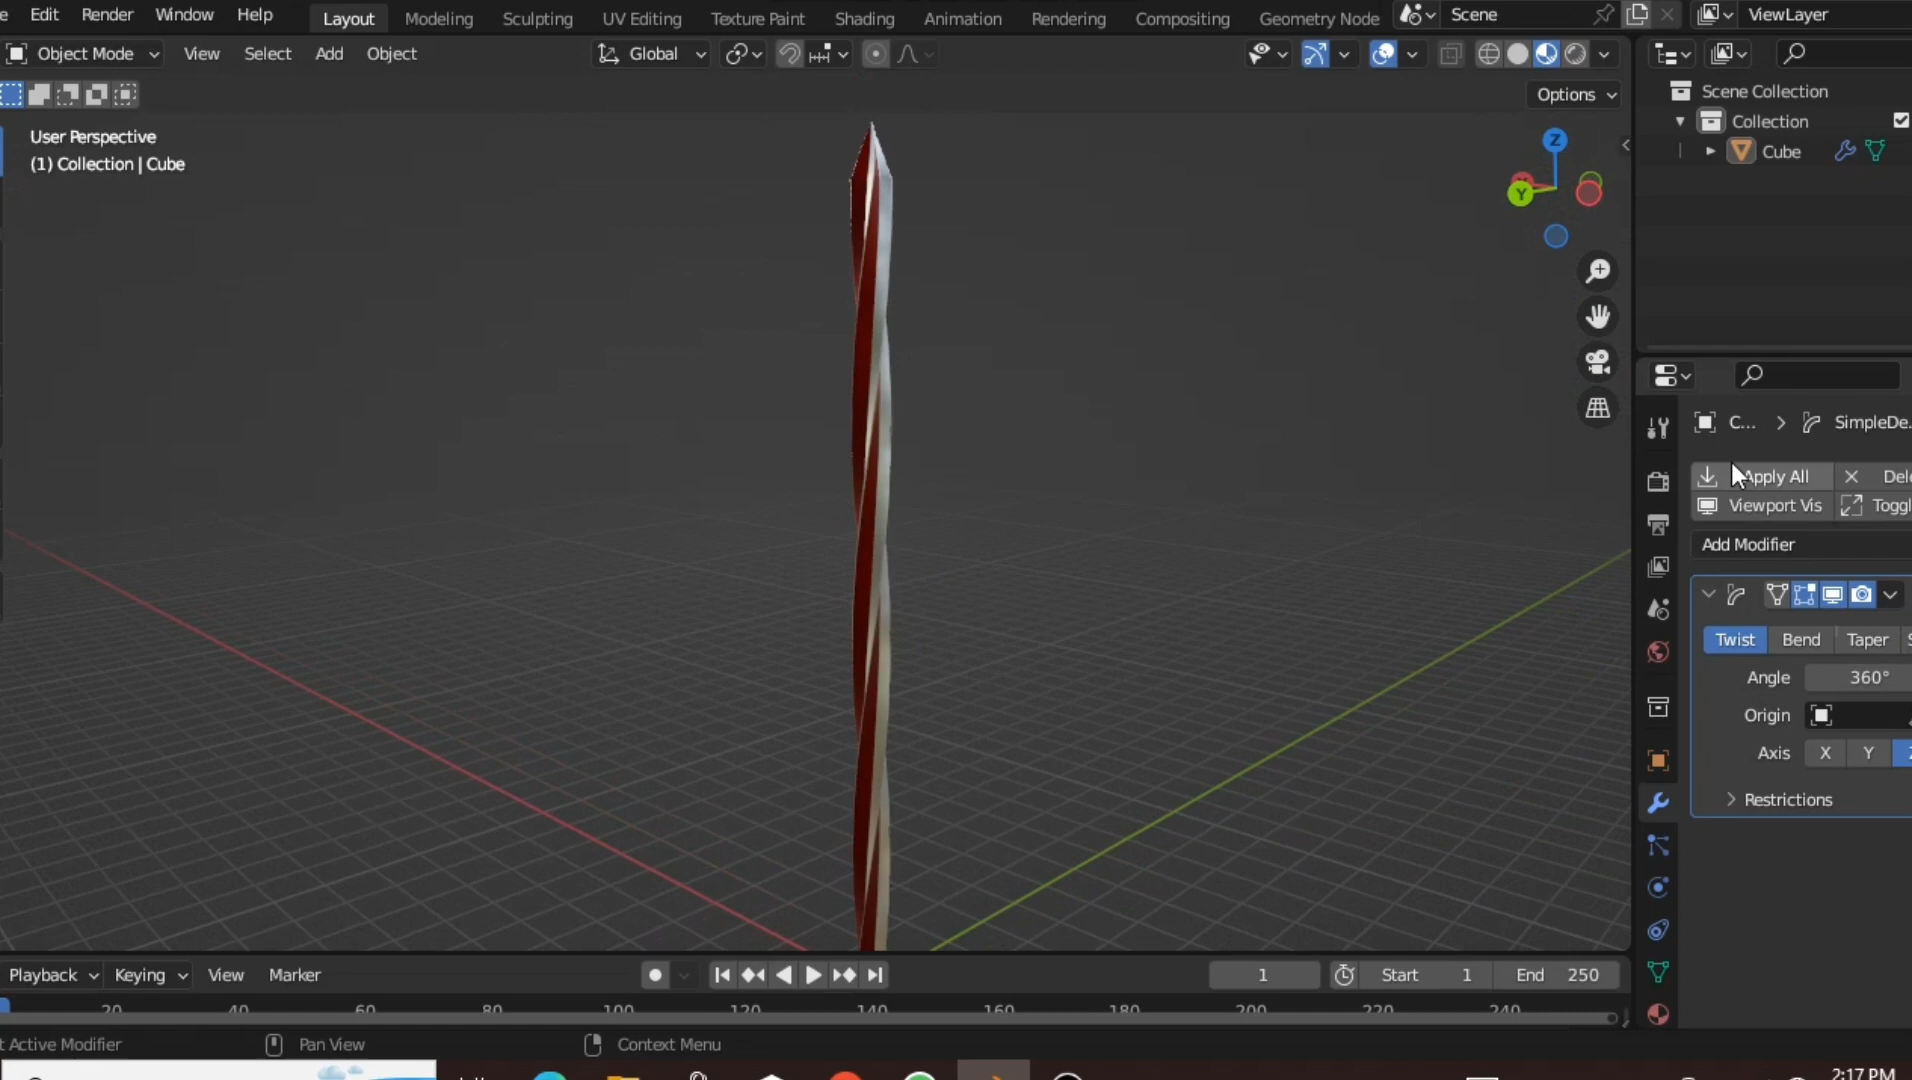 Edit Render Window Help Layout Modeling Sculpting UV Editing Texture Paint Shading Animation Rendering Compositing Geometry Node Scene ViewLayer
Object Mode View Select Add Object Global
Options
User Perspective
(1) Collection | Cube
Z
Y
Scene Collection
Collection
Cube
C... SimpleDe.
Apply All
Viewport Vis Toggl
Add Modifier
Twist Bend Taper S
Angle 360°
Origin
Axis X Y Z
Restrictions
Playback Keying View Marker 1 Start 1 End 250
20 40 60 80 100 120 140 160 180 200 220 240
t Active Modifier Pan View Context Menu
2:17 PM